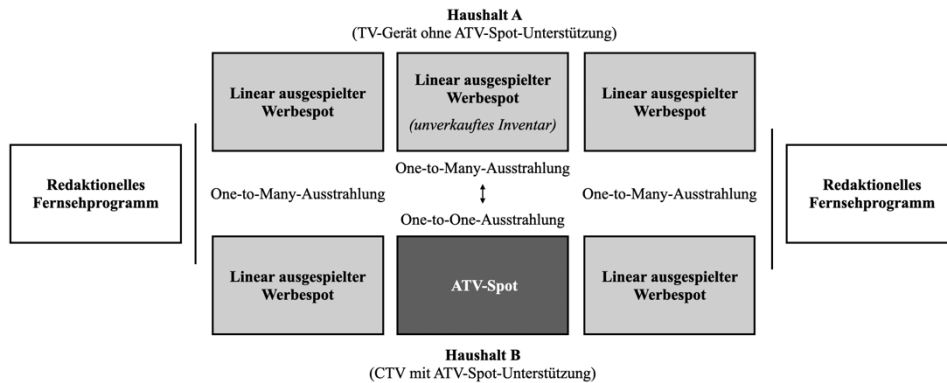 Haushalt A
(TV-Gerät ohne ATV-Spot-Unterstützung)
Linear ausgespielter
Werbespot
Linear ausgespielter
Werbespot
(unverkauftes Inventar)
Linear ausgespielter
Werbespot
Redaktionelles
Fernsehprogramm
One-to-Many-Ausstrahlung
One-to-Many-Ausstrahlung
One-to-One-Ausstrahlung
One-to-Many-Ausstrahlung
Redaktionelles
Fernsehprogramm
Linear ausgespielter
Werbespot
ATV-Spot
Linear ausgespielter
Werbespot
Haushalt B
(CTV mit ATV-Spot-Unterstützung)